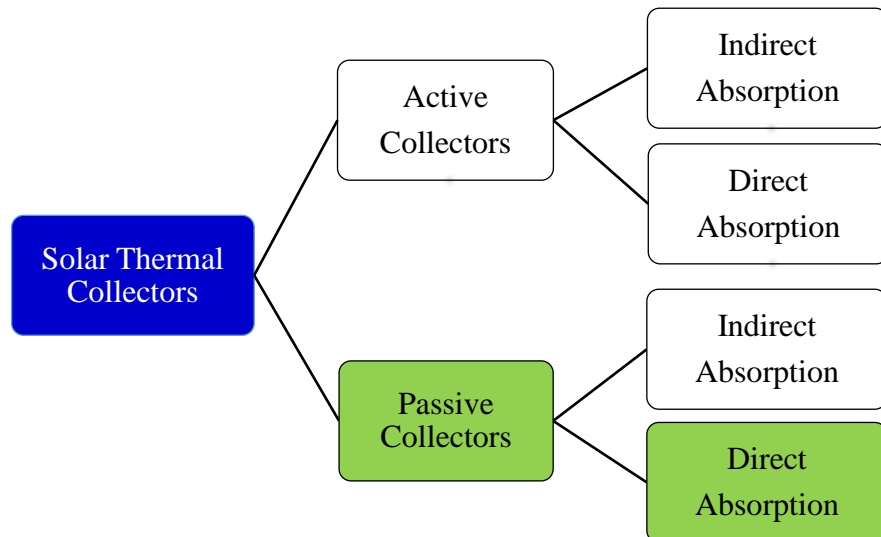 Solar Thermal
Collectors
Active
Collectors
Indirect
Absorption
Direct
Absorption
Passive
Collectors
Indirect
Absorption
Direct
Absorption